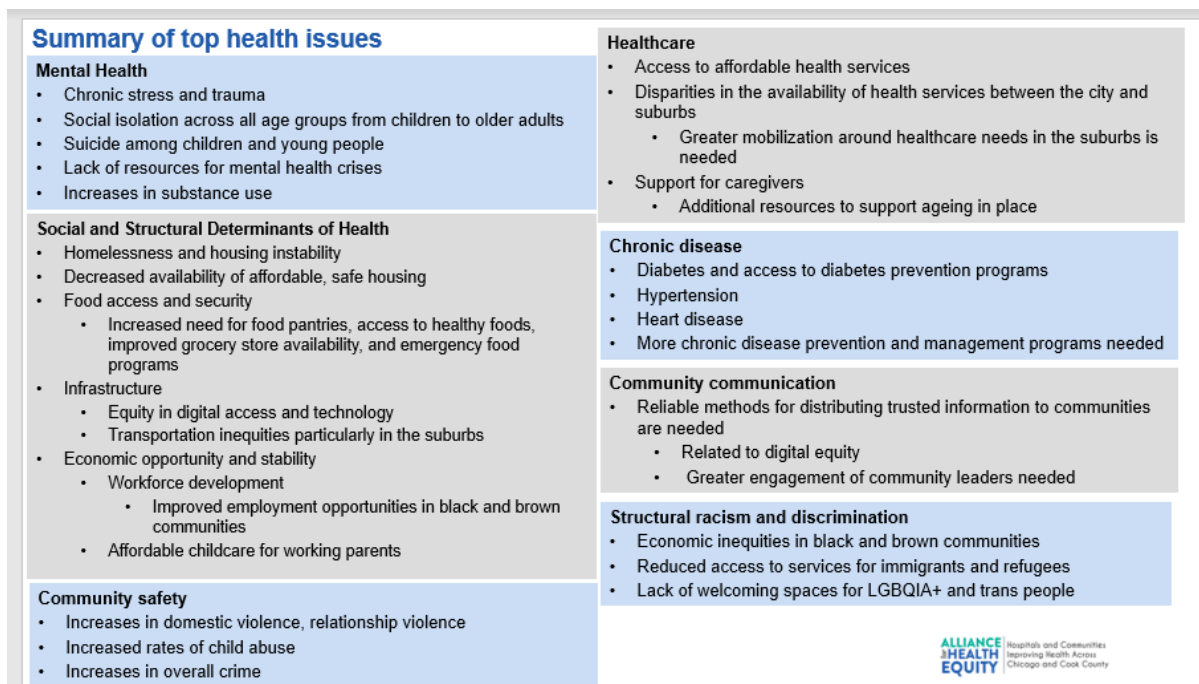 Summary of top health issues
Mental Health
• Chronic stress and trauma
• Social isolation across all age groups from children to older adults
• Suicide among children and young people
• Lack of resources for mental health crises
• Increases in substance use
Social and Structural Determinants of Health
• Homelessness and housing instability
• Decreased availability of affordable, safe housing
• Food access and security
• Increased need for food pantries, access to healthy foods,
improved grocery store availability, and emergency food
programs
• Infrastructure
• Equity in digital access and technology
• Transportation inequities particularly in the suburbs
• Economic opportunity and stability
• Workforce development
• Improved employment opportunities in black and brown
communities
• Affordable childcare for working parents
Community safety
• Increases in domestic violence, relationship violence
• Increased rates of child abuse
• Increases in overall crime
Healthcare
• Access to affordable health services
• Disparities in the availability of health services between the city and
suburbs
• Greater mobilization around healthcare needs in the suburbs is
needed
• Support for caregivers
• Additional resources to support ageing in place
Chronic disease
• Diabetes and access to diabetes prevention programs
• Hypertension
• Heart disease
• More chronic disease prevention and management programs needed
Community communication
• Reliable methods for distributing trusted information to communities
are needed
• Related to digital equity
• Greater engagement of community leaders needed
Structural racism and discrimination
• Economic inequities in black and brown communities
• Reduced access to services for immigrants and refugees
• Lack of welcoming spaces for LGBQIA+ and trans people
ALLIANCE
FOR HEALTH
EQUITY
Hospitals and Communities
Improving Health Across
Chicago and Cook County